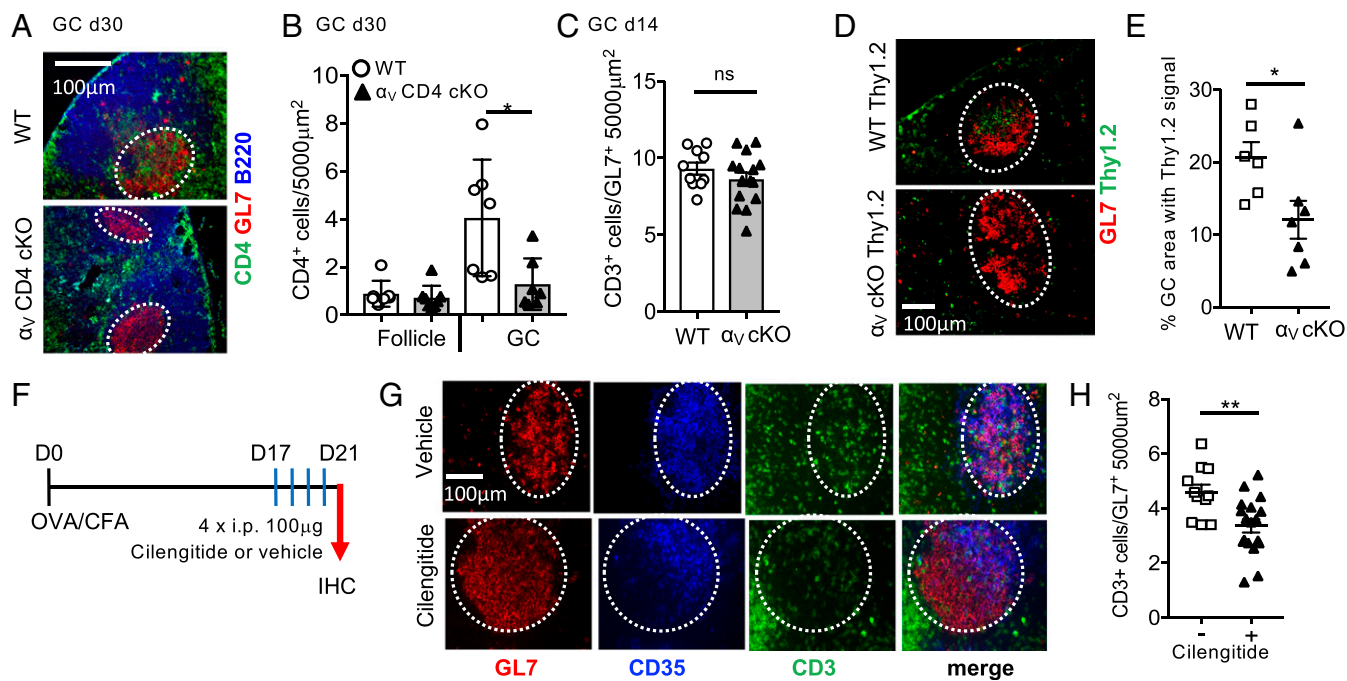 A GC d30
100µm
WT
αV CD4 cKO
CD4 GL7 B220
B GC d30
WT
αV CD4 cKO
CD4+ cells/5000µm2
10
8
6
4
2
0
*
Follicle GC
C GC d14
ns
CD3+ cells/GL7+ 5000µm2
15
10
5
0
WT αV cKO
D
WT Thy1.2
αV cKO Thy1.2
100µm
GL7 Thy1.2
E
*
% GC area with Thy1.2 signal
30
20
10
0
WT αV cKO
F
D0 D17 D21
OVA/CFA
4 x i.p. 100µg
Cilengitide or vehicle
IHC
G
Vehicle
100µm
Cilengitide
GL7 CD35 CD3 merge
H
**
CD3+ cells/GL7+ 5000um2
8
6
4
2
0
- +
Cilengitide